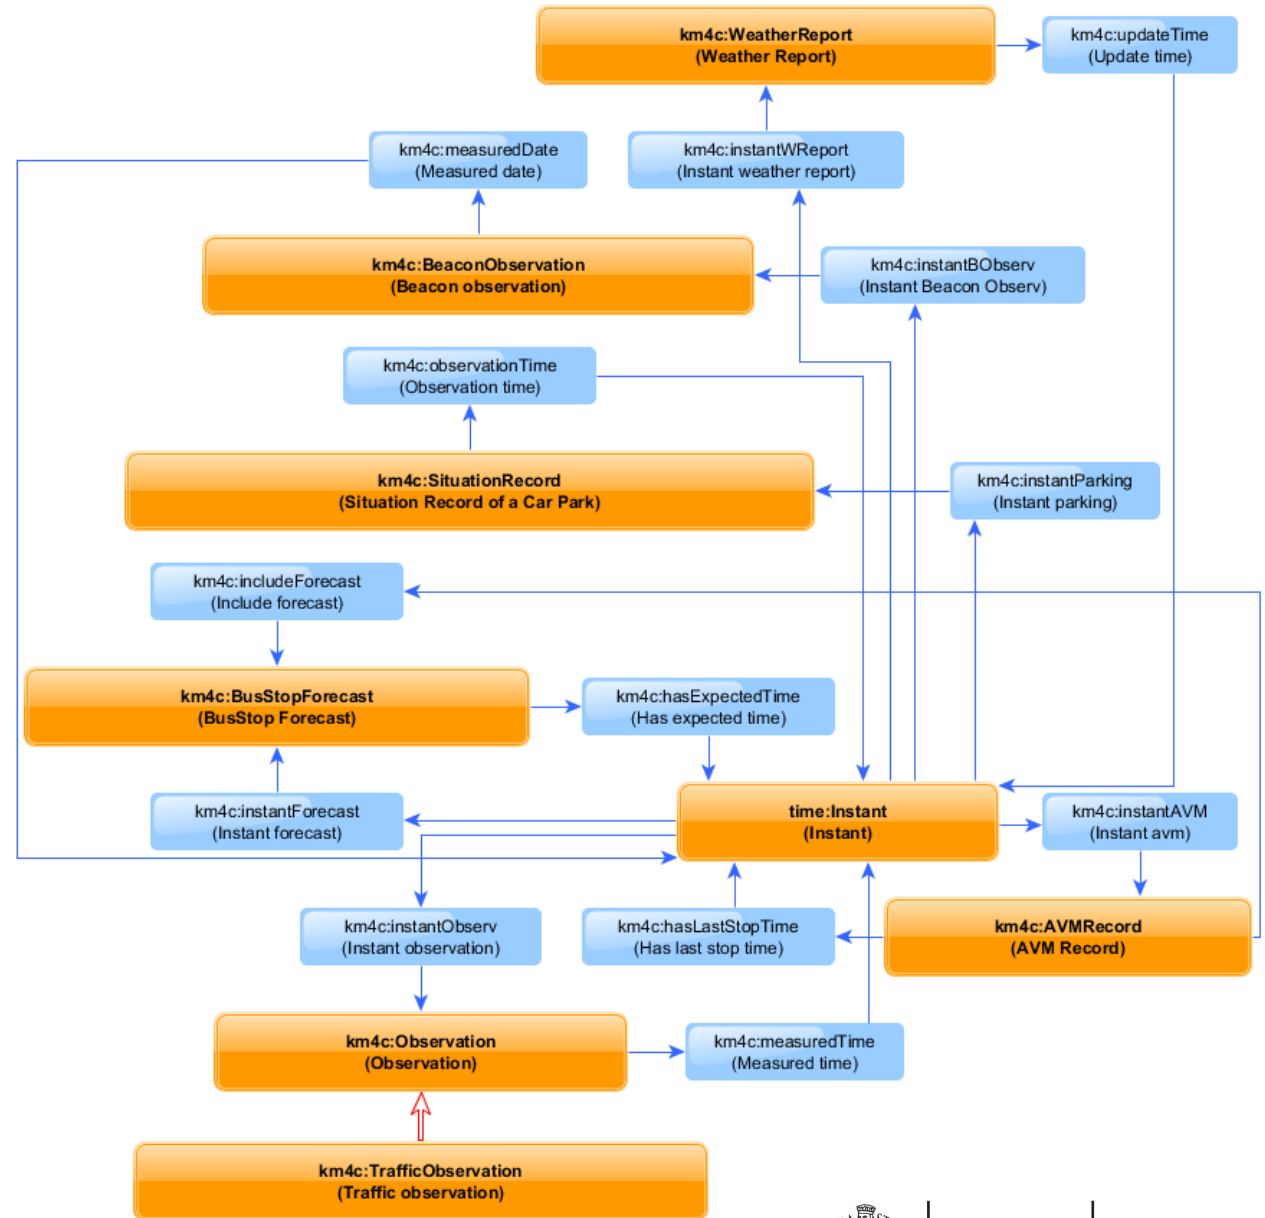 km4c:WeatherReport
(Weather Report)
km4c:updateTime
(Update time)
km4c:measuredDate
(Measured date)
km4c:instantWReport
(Instant weather report)
km4c:BeaconObservation
(Beacon observation)
km4c:instantBObserv
(Instant Beacon Observ)
km4c:observationTime
(Observation time)
km4c:SituationRecord
(Situation Record of a Car Park)
km4c:instantParking
(Instant parking)
km4c:includeForecast
(Include forecast)
km4c:BusStopForecast
(BusStop Forecast)
km4c:hasExpectedTime
(Has expected time)
km4c:instantForecast
(Instant forecast)
time:Instant
(Instant)
km4c:instantAVM
(Instant avm)
km4c:instantObserv
(Instant observation)
km4c:hasLastStopTime
(Has last stop time)
km4c:AVMRecord
(AVM Record)
km4c:Observation
(Observation)
km4c:measuredTime
(Measured time)
km4c:TrafficObservation
(Traffic observation)